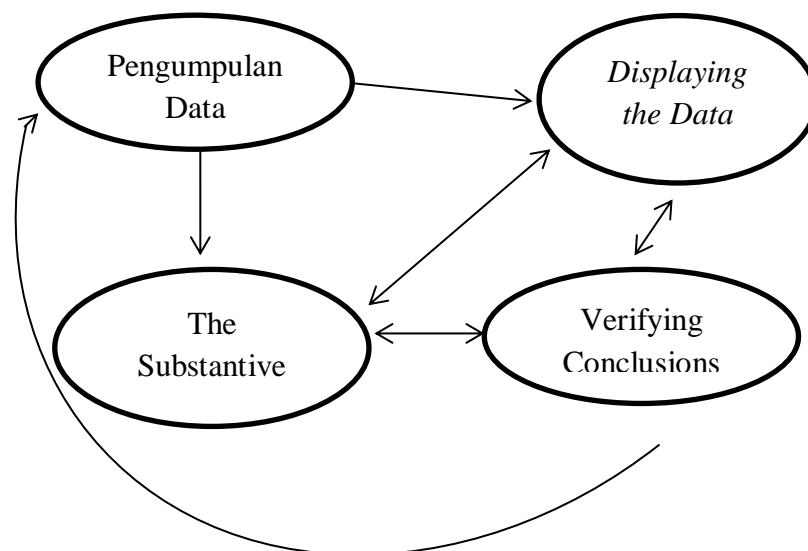 Pengumpulan
Data
Displaying
the Data
The
Substantive
Verifying
Conclusions